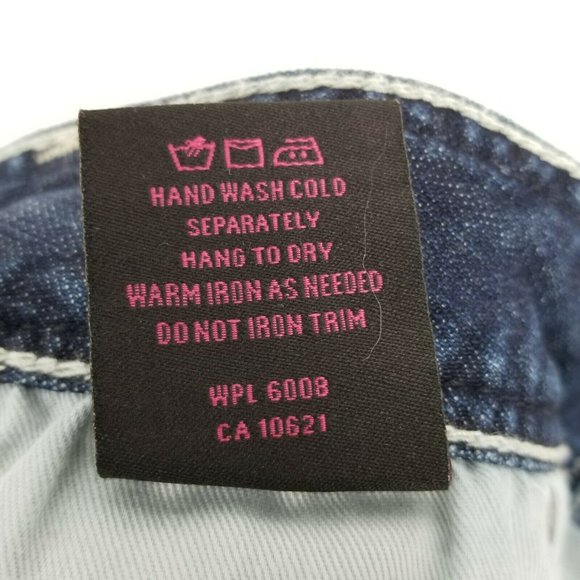 HAND WASH COLD
SEPARATELY
HANG TO DRY
WARM IRON AS NEEDED
DO NOT IRON TRIM
WPL 6008
CA 10621